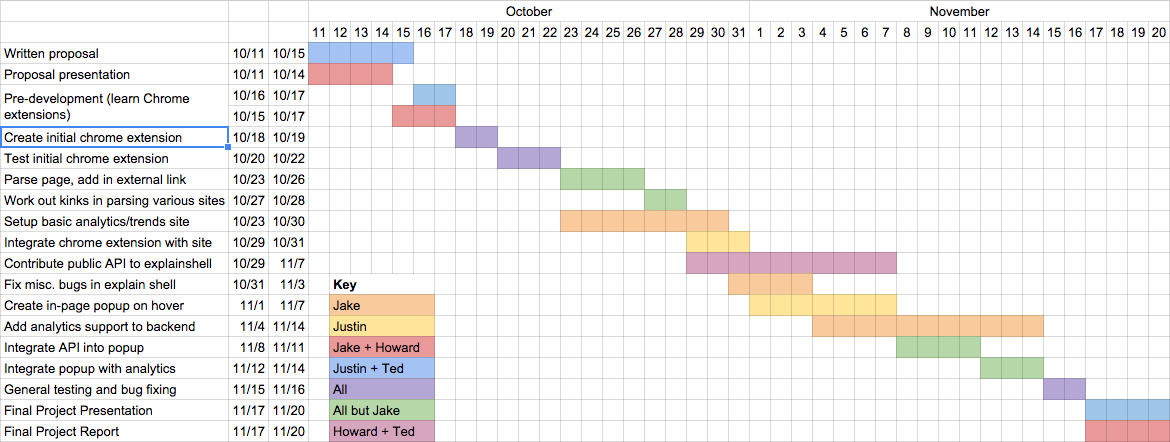 October November
11 12 13 14 15 16 17 18 19 20 21 22 23 24 25 26 27 28 29 30 31 1 2 3 4 5 6 7 8 9 10 11 12 13 14 15 16 17 18 19 20
Written proposal 10/11 10/15
Proposal presentation 10/11 10/14
Pre-development (learn Chrome 10/16 10/17
extensions) 10/15 10/17
Create initial chrome extension 10/18 10/19
Test initial chrome extension 10/20 10/22
Parse page, add in external link 10/23 10/26
Work out kinks in parsing various sites 10/27 10/28
Setup basic analytics/trends site 10/23 10/30
Integrate chrome extension with site 10/29 10/31
Contribute public API to explainshell 10/29 11/7
Fix misc. bugs in explain shell 10/31 11/3 Key
Create in-page popup on hover 11/1 11/7 Jake
Add analytics support to backend 11/4 11/14 Justin
Integrate API into popup 11/8 11/11 Jake + Howard
Integrate popup with analytics 11/12 11/14 Justin + Ted
General testing and bug fixing 11/15 11/16 All
Final Project Presentation 11/17 11/20 All but Jake
Final Project Report 11/17 11/20 Howard + Ted